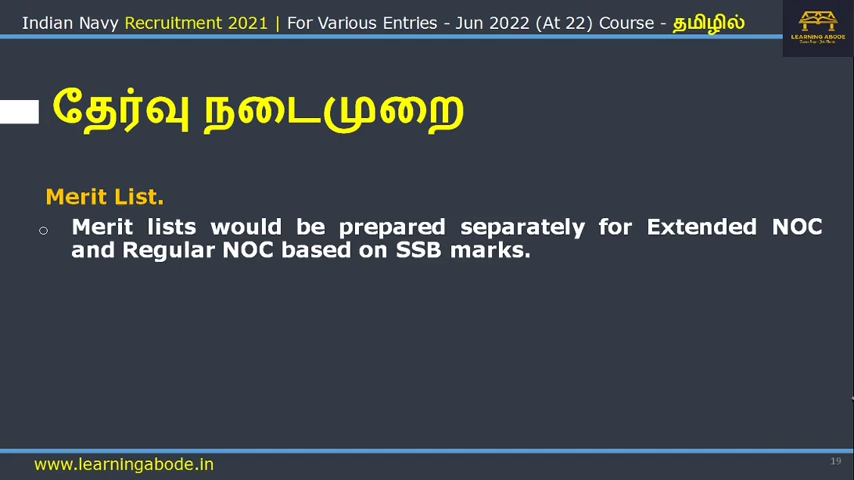 Indian Navy Recruitment 2021 | For Various Entries - Jun 2022 (At 22) Course - தமிழில்
LEARNING ABODE
தேர்வு நடைமுறை
Merit List.
Merit lists would be prepared separately for Extended NOC
and Regular NOC based on SSB marks.
www.learningabode.in
19